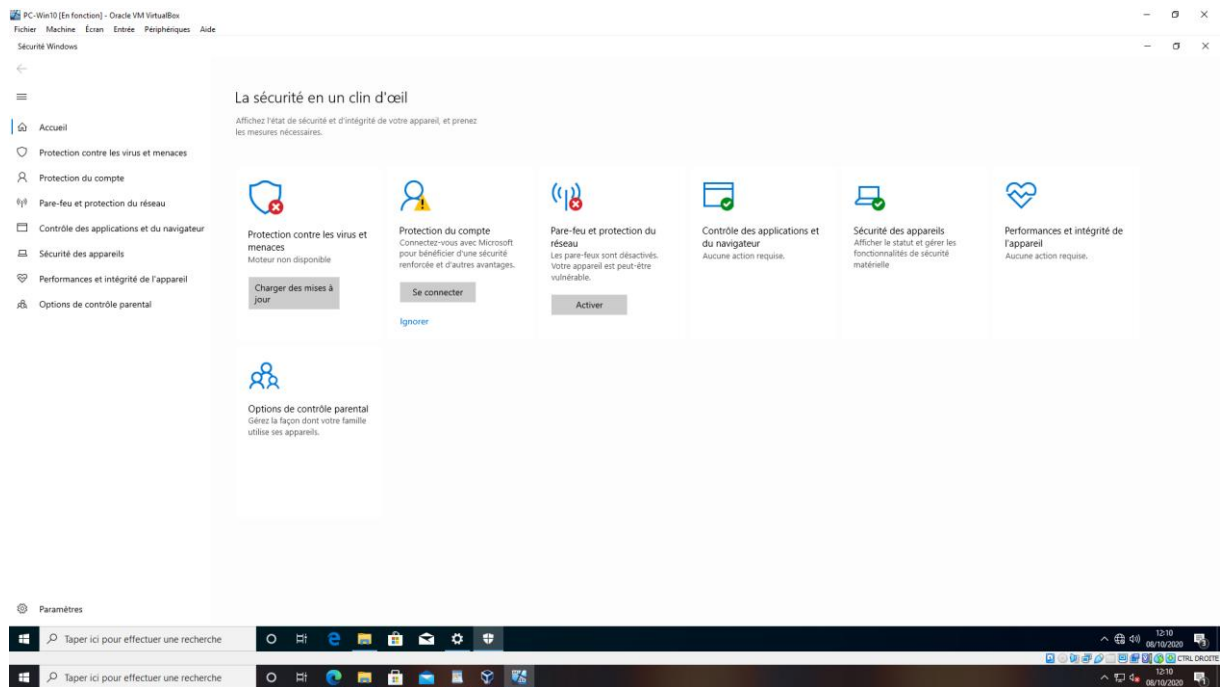 PC-Win10 [En fonction] - Oracle VM VirtualBox
Fichier Machine Écran Entrée Périphériques Aide
Sécurité Windows
La sécurité en un clin d'œil
Affichez l'état de sécurité et d'intégrité de votre appareil, et prenez
les mesures nécessaires.
Accueil
Protection contre les virus et menaces
Protection du compte
Pare-feu et protection du réseau
Contrôle des applications et du navigateur
Sécurité des appareils
Performances et intégrité de l'appareil
Options de contrôle parental
Protection contre les virus et
menaces
Moteur non disponible
Charger des mises à
jour
Protection du compte
Connectez-vous avec Microsoft
pour bénéficier d'une sécurité
renforcée et d'autres avantages.
Se connecter
Ignorer
Pare-feu et protection du
réseau
Les pare-feux sont désactivés.
Votre appareil est peut-être
vulnérable.
Activer
Contrôle des applications et
du navigateur
Aucune action requise.
Sécurité des appareils
Afficher le statut et gérer les
fonctionnalités de sécurité
matérielle
Performances et intégrité de
l'appareil
Aucune action requise.
Options de contrôle parental
Gérez la façon dont votre famille
utilise ses appareils.
Paramètres
Taper ici pour effectuer une recherche
12:10
08/10/2020
CTRL DROITE
Taper ici pour effectuer une recherche
12:10
08/10/2020